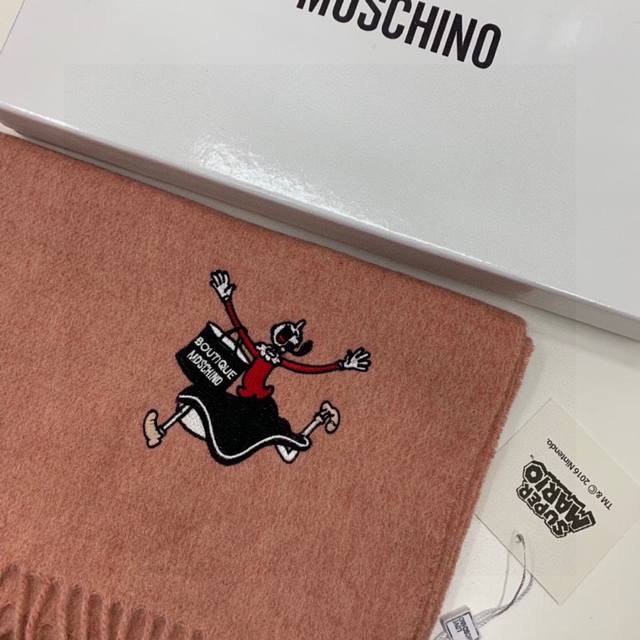 MOSCHINO
BOUTIQUE
MOSCHINO
SUPER
MARIO
TM & © 2016 Nintendo.